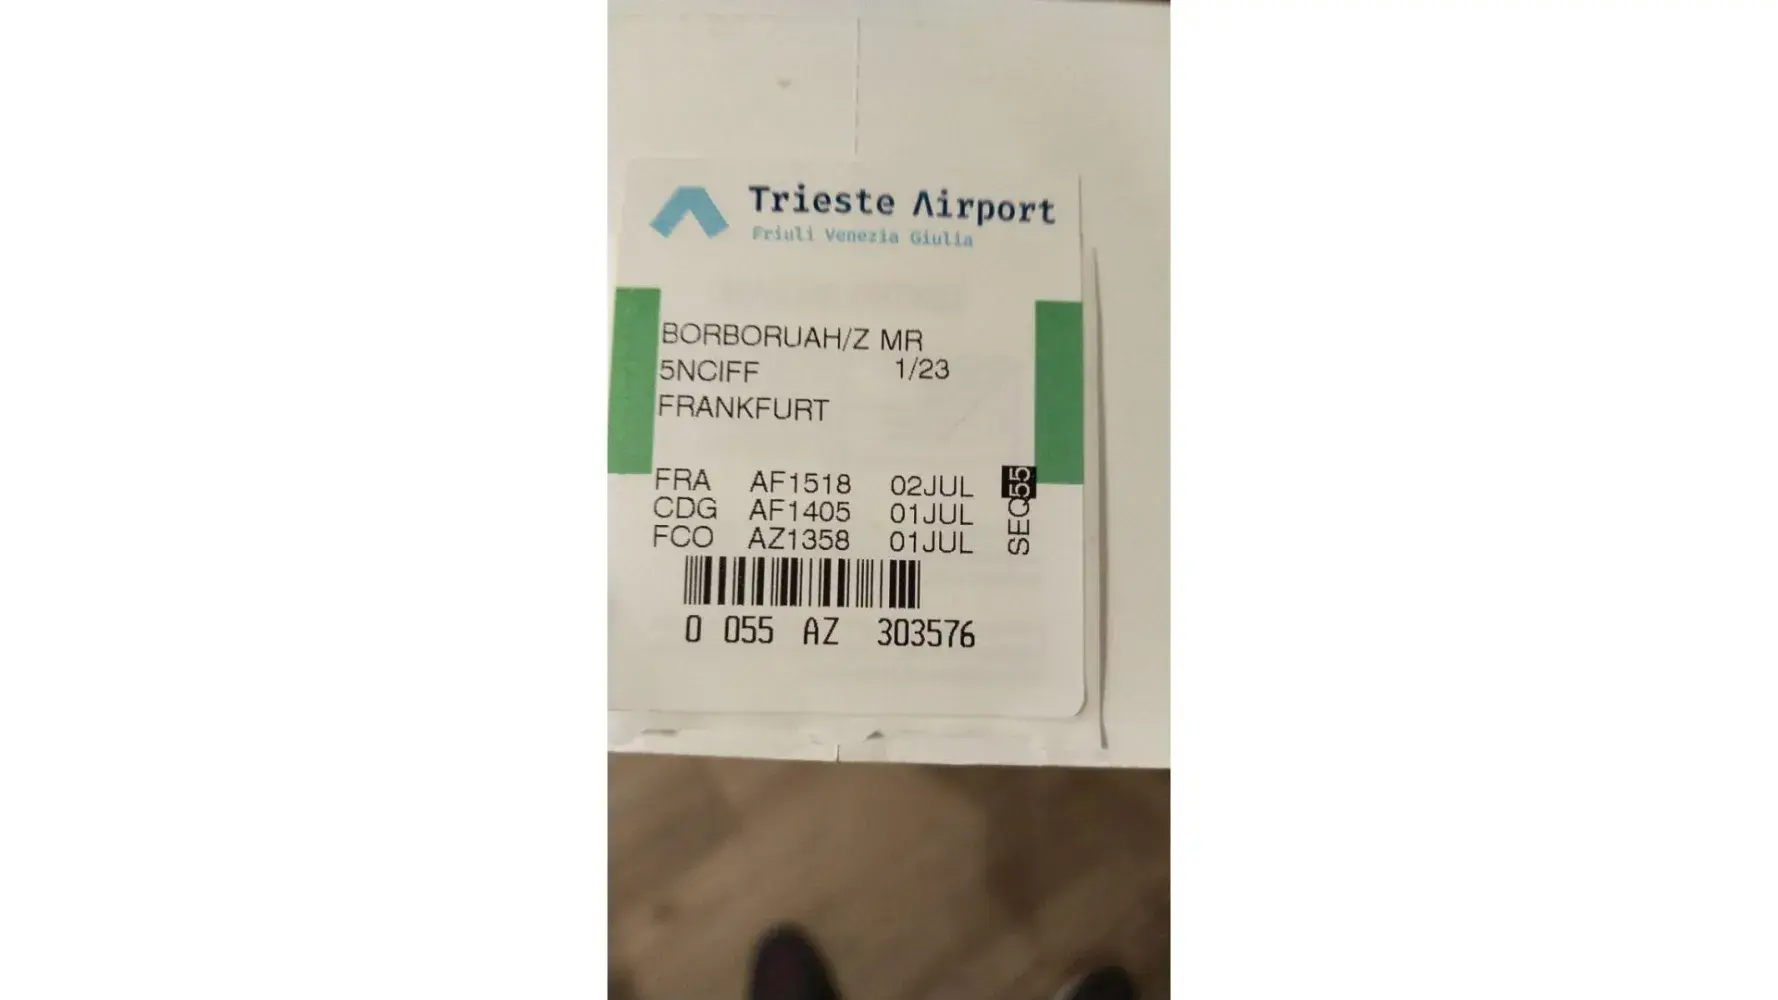 Trieste Airport
Friuli Venezia Giulia
BORBORUAH/Z MR
5NCIFF 1/23
FRANKFURT
FRA AF1518 02JUL
CDG AF1405 01JUL
FCO AZ1358 01JUL
SEQ55
0 055 AZ 303576